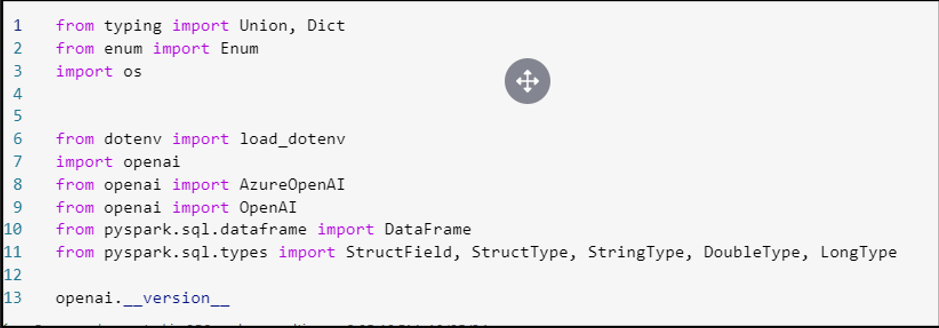 1 from typing import Union, Dict
2 from enum import Enum
3 import os
4
5
6 from dotenv import load_dotenv
7 import openai
8 from openai import AzureOpenAI
9 from openai import OpenAI
10 from pyspark.sql.dataframe import DataFrame
11 from pyspark.sql.types import StructField, StructType, StringType, DoubleType, LongType
12
13 openai.__version__